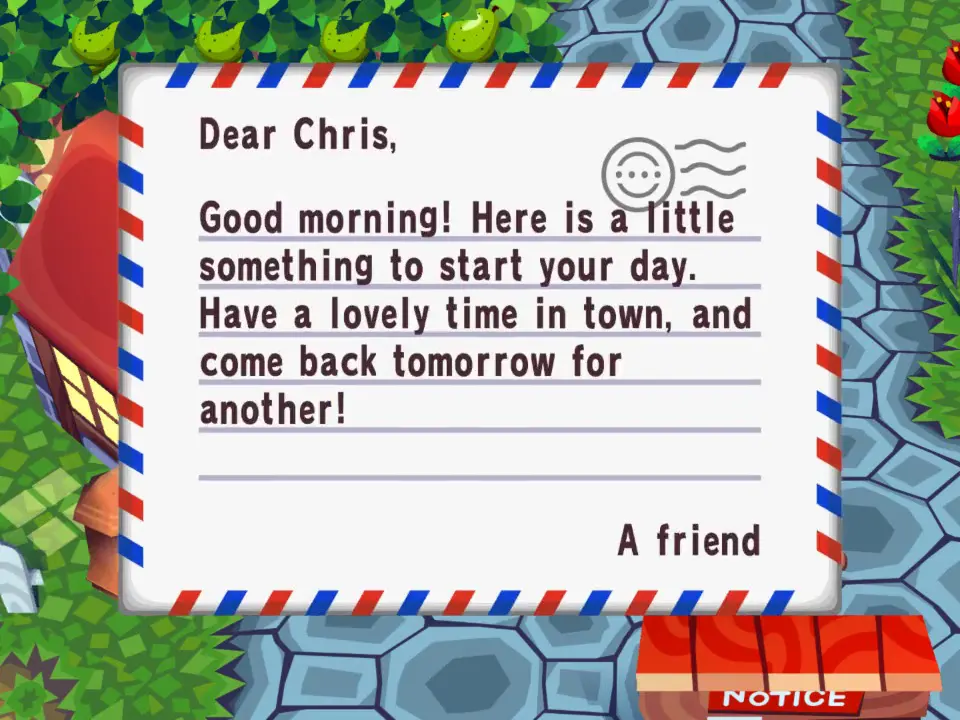 Dear Chris,
Good morning! Here is a little
something to start your day.
Have a lovely time in town, and
come back tomorrow for
another!
A friend
NOTICE